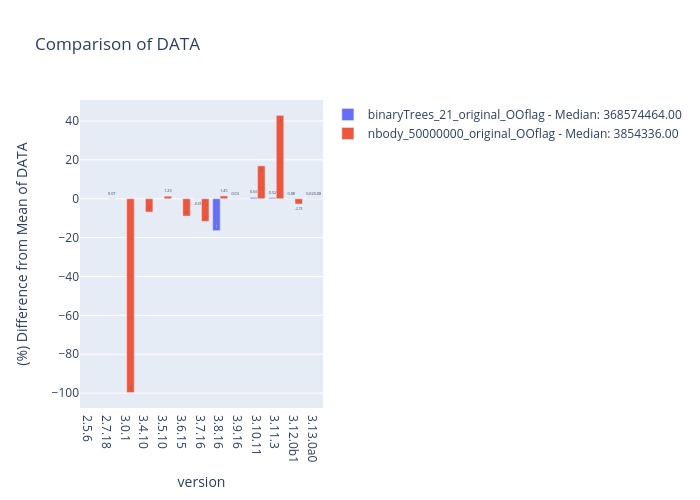 Comparison of DATA
binaryTrees_21_original_OOflag - Median: 368574464.00
nbody_50000000_original_OOflag - Median: 3854336.00
(%) Difference from Mean of DATA
40
20
0
−20
−40
−60
−80
−100
2.5.6
2.7.18
3.0.1
3.4.10
3.5.10
3.6.15
3.7.16
3.8.16
3.9.16
3.10.11
3.11.3
3.12.0b1
3.13.0a0
version